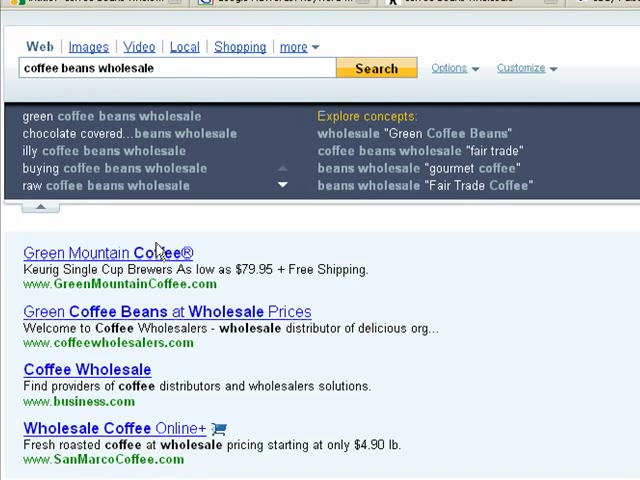 Web Images Video Local Shopping more
coffee beans wholesale Search Options Customize
green coffee beans wholesale
chocolate covered...beans wholesale
illy coffee beans wholesale
buying coffee beans wholesale
raw coffee beans wholesale
Explore concepts:
wholesale "Green Coffee Beans"
coffee beans wholesale "fair trade"
beans wholesale "gourmet coffee"
beans wholesale "Fair Trade Coffee"
Green Mountain Coffee®
Keurig Single Cup Brewers As low as $79.95 + Free Shipping.
www.GreenMountainCoffee.com
Green Coffee Beans at Wholesale Prices
Welcome to Coffee Wholesalers - wholesale distributor of delicious org...
www.coffeewholesalers.com
Coffee Wholesale
Find providers of coffee distributors and wholesalers solutions.
www.business.com
Wholesale Coffee Online+
Fresh roasted coffee at wholesale pricing starting at only $4.90 lb.
www.SanMarcoCoffee.com